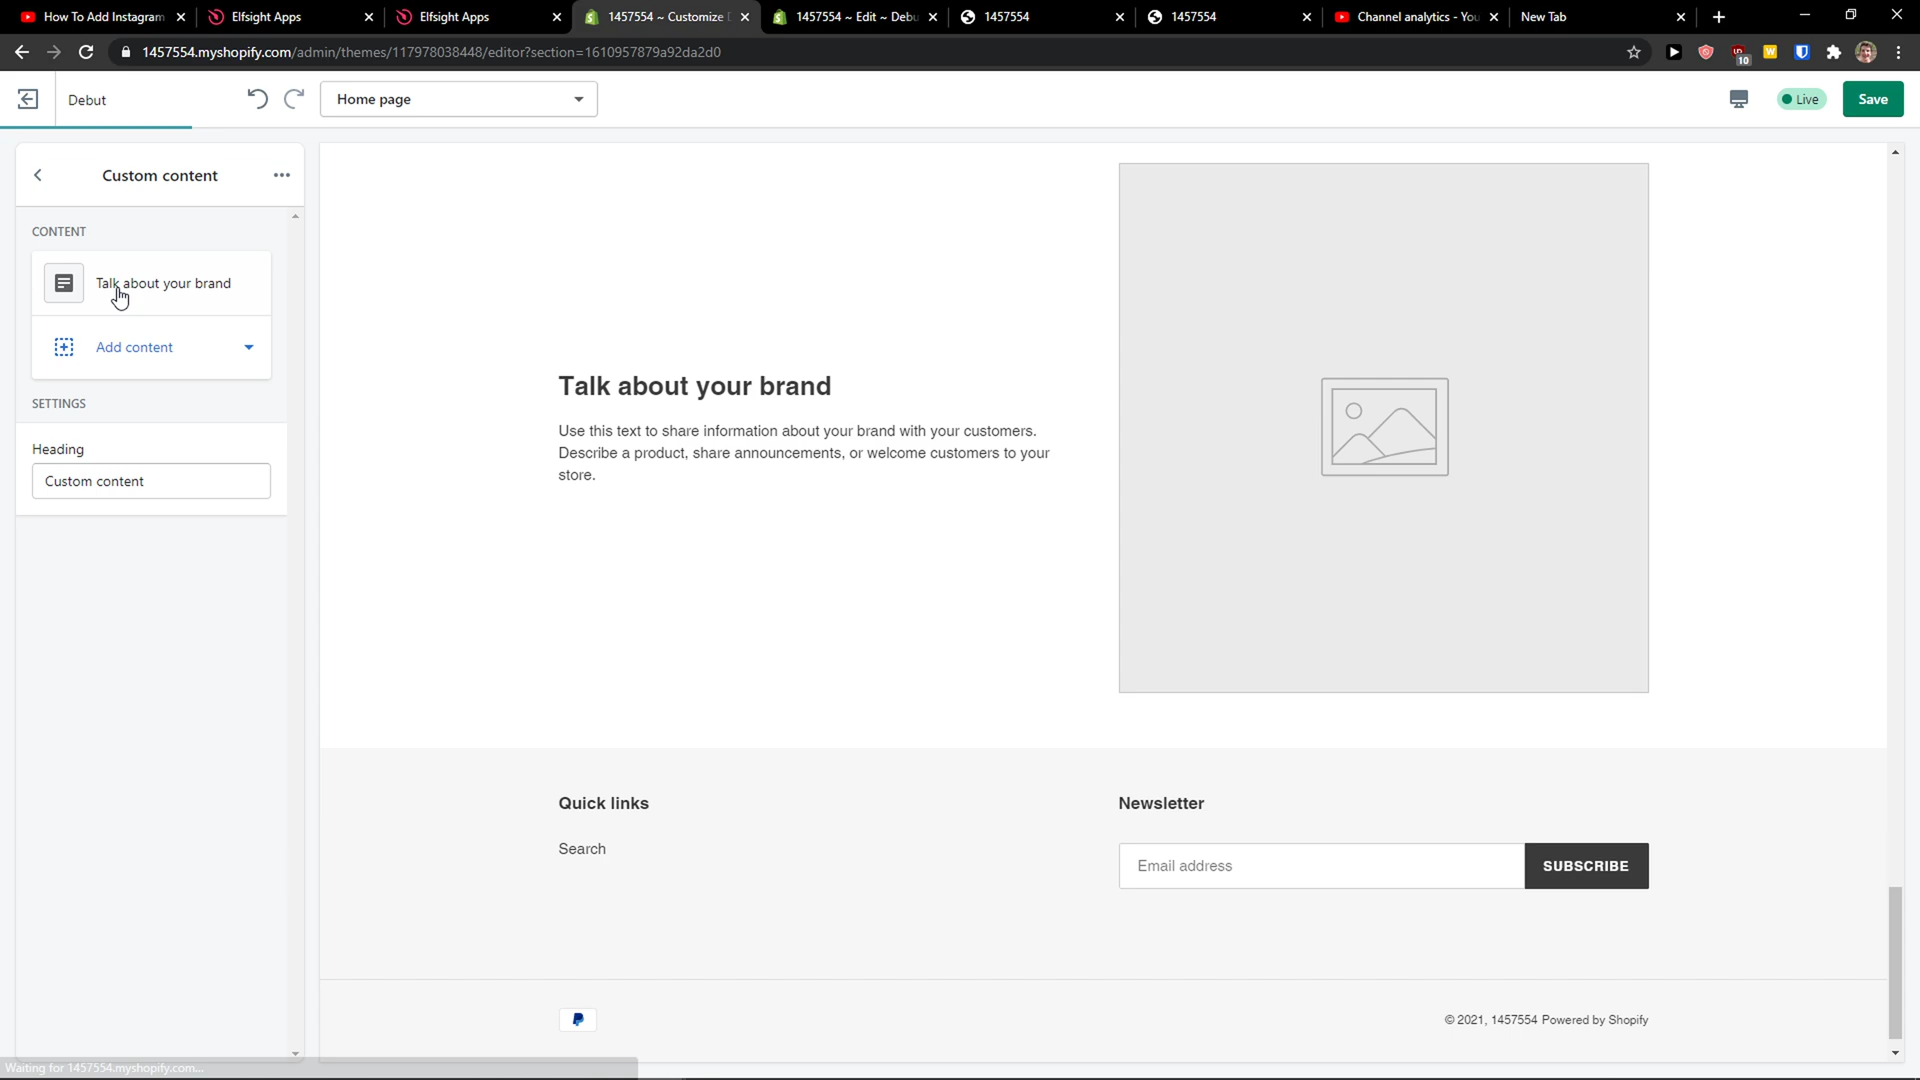 How To Add Instagram
Elfsight Apps
Elfsight Apps
1457554 ~ Customize D
1457554 ~ Edit ~ Debu
1457554
1457554
Channel analytics - You
New Tab
1457554.myshopify.com/admin/themes/117978038448/editor?section=1610957879a92da2d0
10
W
Debut
Home page
Live
Save
Custom content
CONTENT
Talk about your brand
Add content
SETTINGS
Heading
Custom content
Talk about your brand
Use this text to share information about your brand with your customers.
Describe a product, share announcements, or welcome customers to your
store.
Quick links
Search
Newsletter
Email address
SUBSCRIBE
© 2021, 1457554 Powered by Shopify
Waiting for 1457554.myshopify.com...